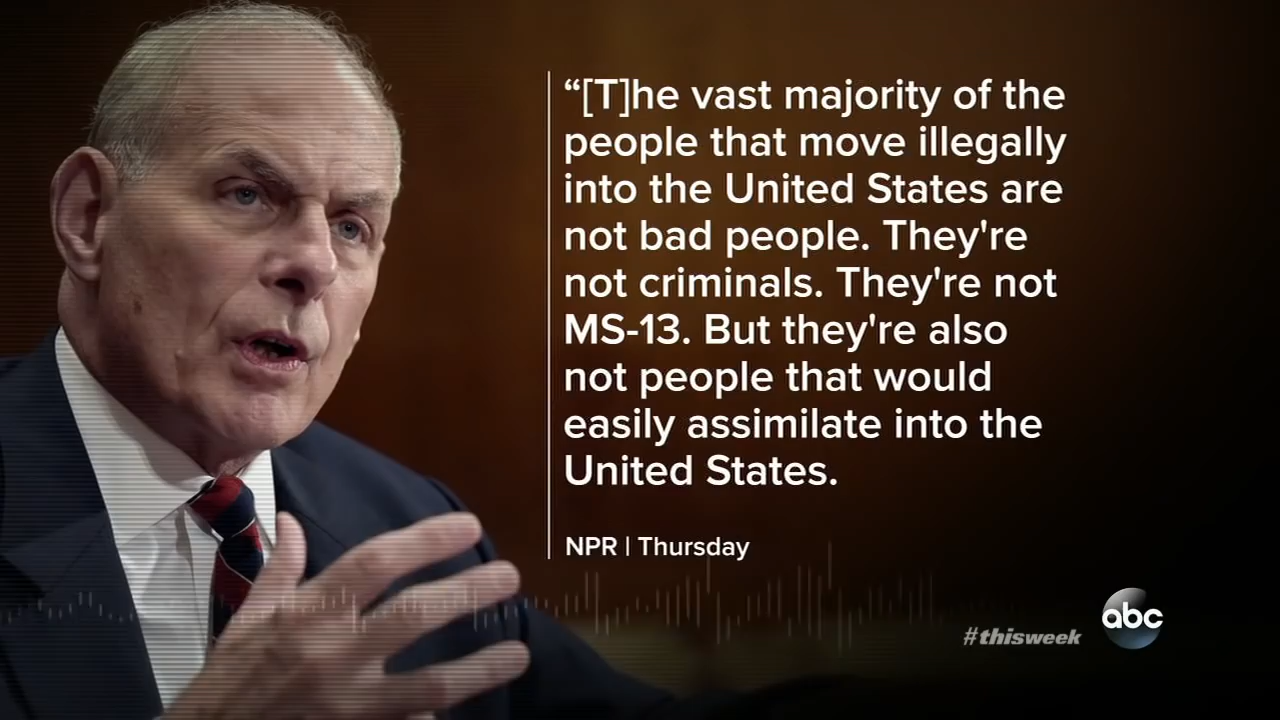 “[T]he vast majority of the
people that move illegally
into the United States are
not bad people. They're
not criminals. They're not
MS-13. But they're also
not people that would
easily assimilate into the
United States.
NPR | Thursday
#thisweek
abc